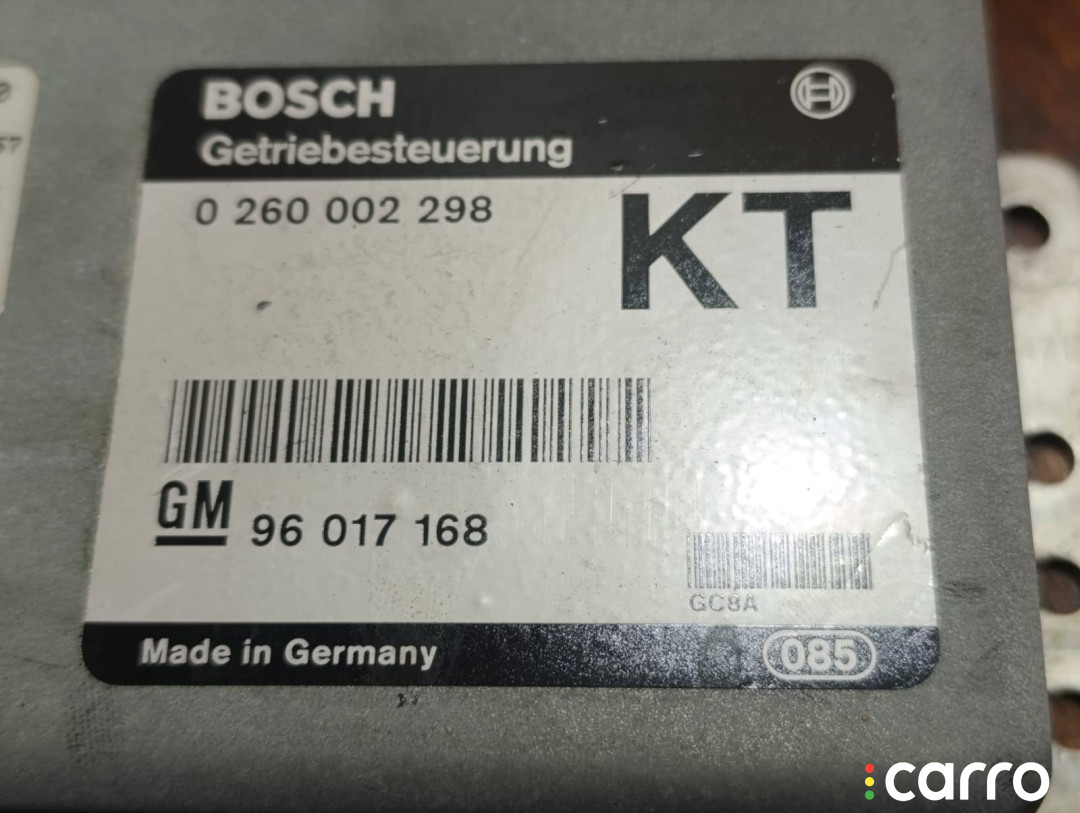 BOSCH
Getriebesteuerung
0 260 002 298
KT
GM 96 017 168
GC8A
Made in Germany
085
carro